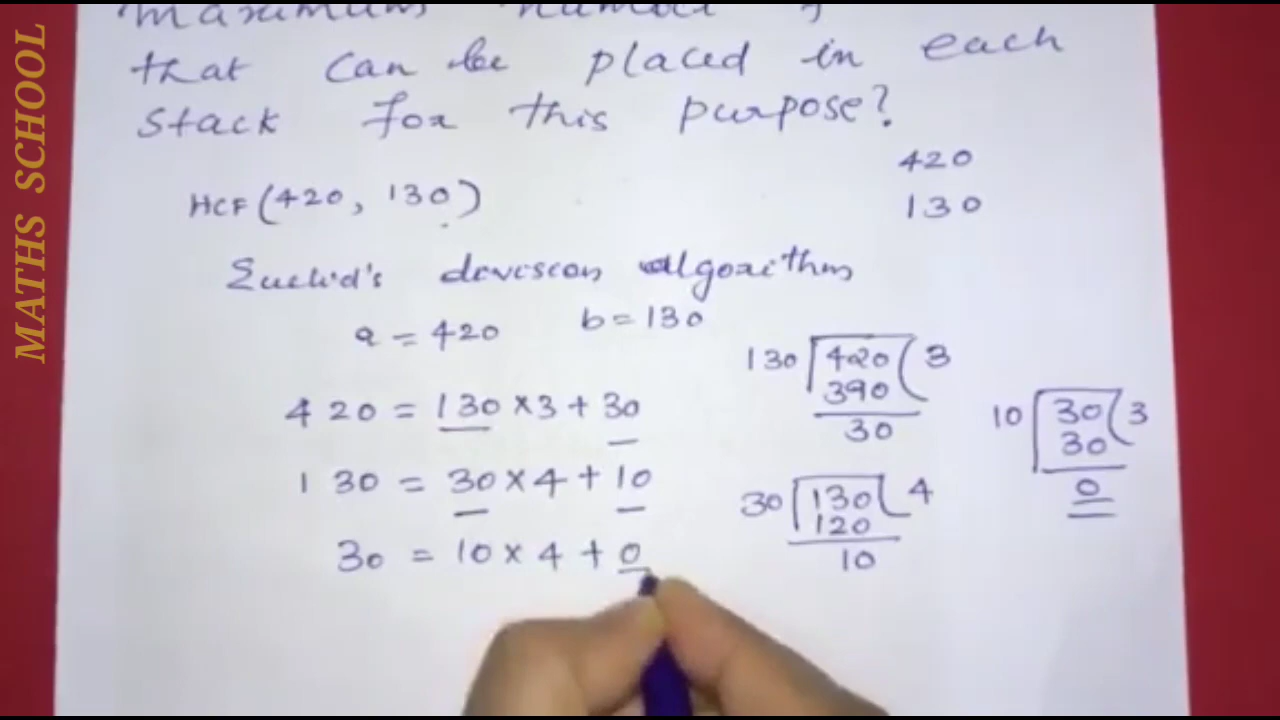 MATHS SCHOOL
maximum
that can be placed in each
stack for this purpose?
420
130
HCF (420, 130)
Euclid's devesion algorithm
a = 420 b = 130
420 = 130 × 3 + 30
130 = 30 × 4 + 10
30 = 10 × 4 + 0
130 420 3
390
30
30 130 4
120
10
10 30 3
30
0